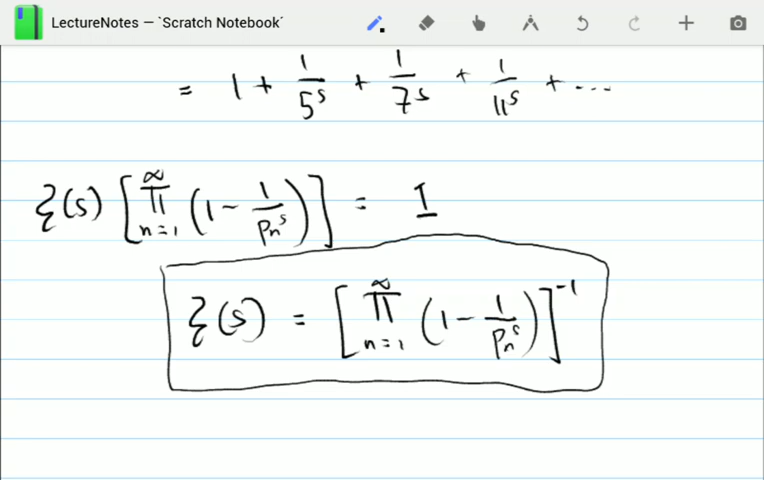 LectureNotes — `Scratch Notebook´
= 1 + 1/5^s + 1/7^s + 1/11^s + ...
ξ(s) [∏_{n=1}^∞ (1 - 1/p_n^s)] = 1
ξ(s) = [∏_{n=1}^∞ (1 - 1/p_n^s)]^{-1}